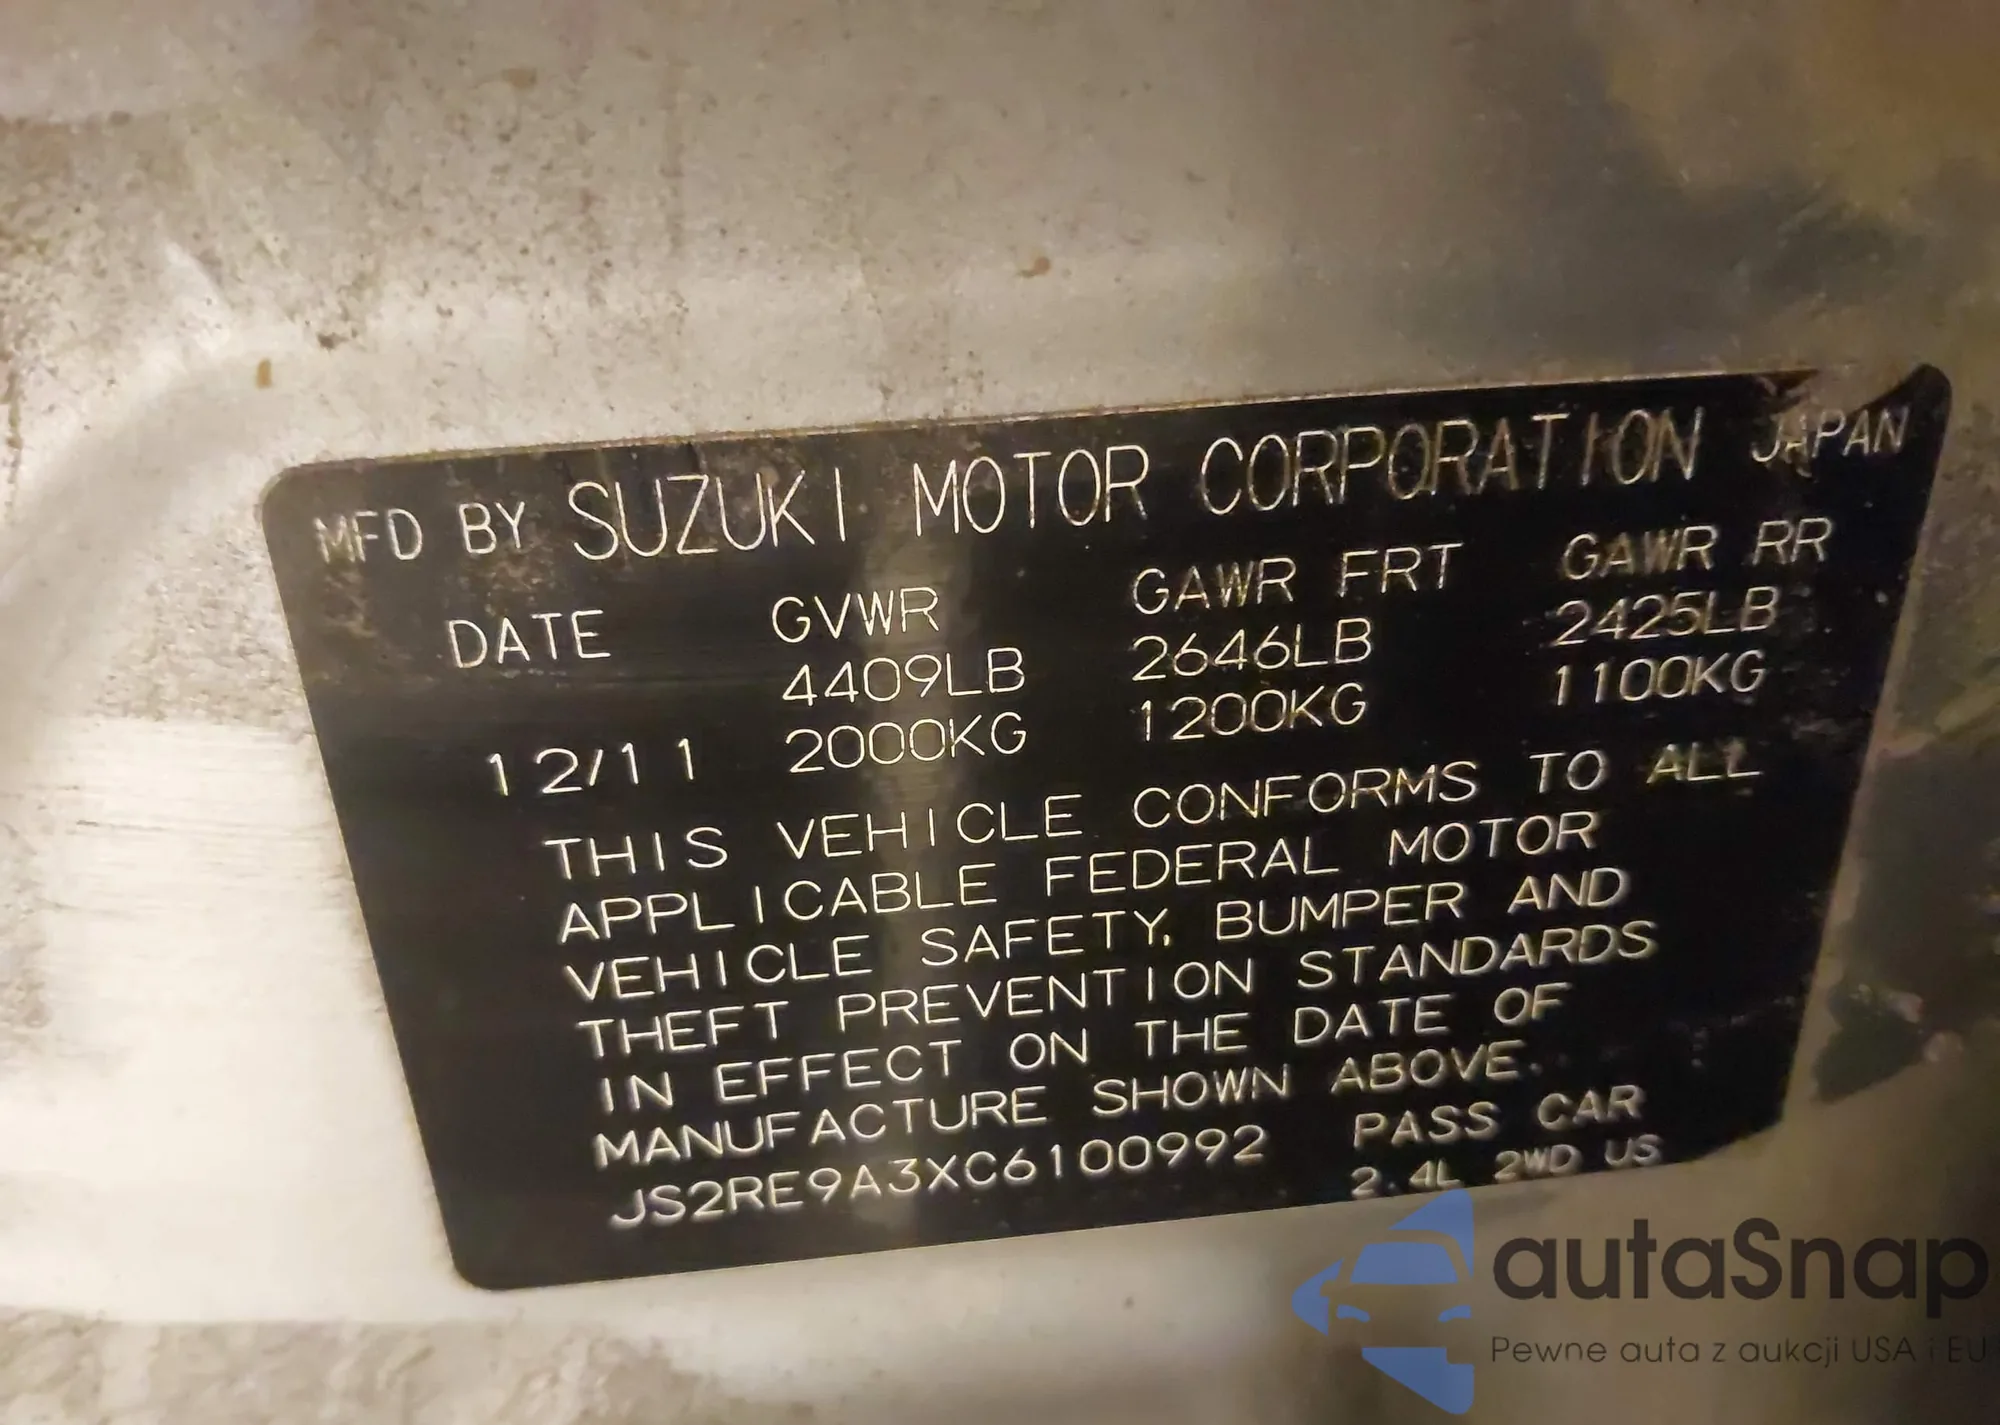 MFD BY SUZUKI MOTOR CORPORATION JAPAN
DATE GVWR GAWR FRT GAWR RR
4409LB 2646LB 2425LB
12/11 2000KG 1200KG 1100KG
THIS VEHICLE CONFORMS TO ALL
APPLICABLE FEDERAL MOTOR
VEHICLE SAFETY, BUMPER AND
THEFT PREVENTION STANDARDS
IN EFFECT ON THE DATE OF
MANUFACTURE SHOWN ABOVE.
JS2RE9A3XC6100992 PASS CAR
2.4L 2WD US
autaSnap
Pewne auta z aukcji USA i EU